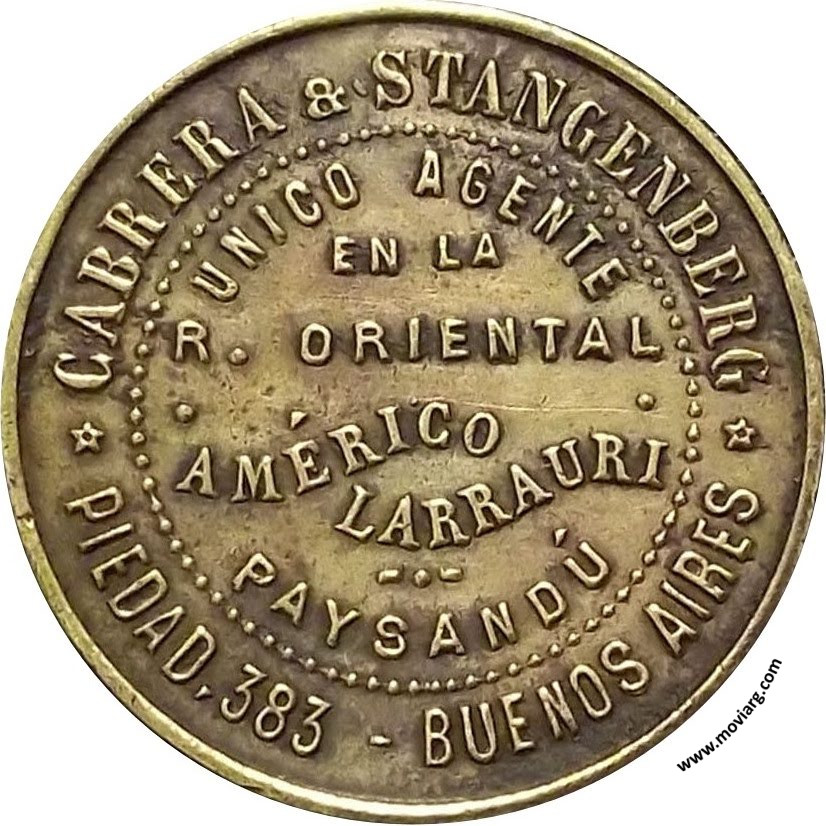 CABRERA & STANGENBERG
PIEDAD, 383 - BUENOS AIRES
UNICO AGENTE
EN LA
R. ORIENTAL
AMÉRICO
LARRAURI
PAYSANDÚ
www.moviarg.com